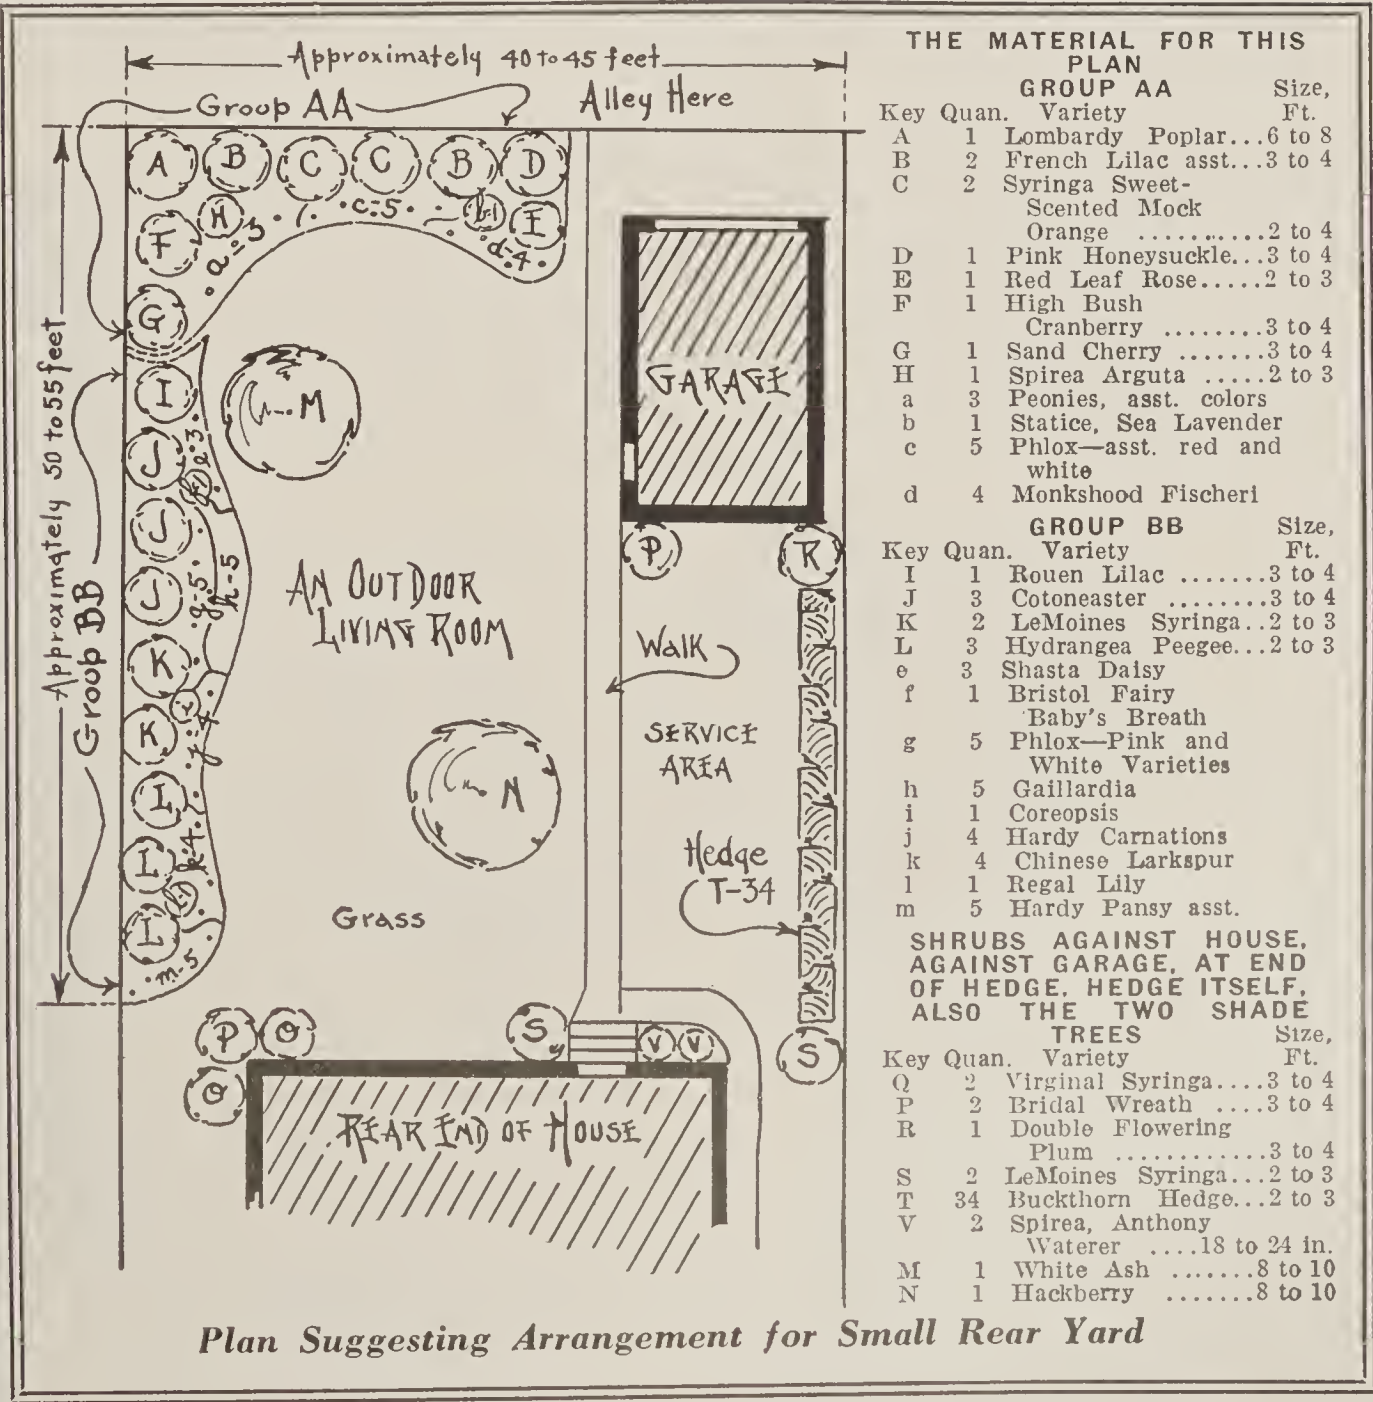 Approximately 40 to 45 feet
Group AA
Alley Here
A B C C B D
F H a-3 c-5 b-1 E
d-4
G
Approximately 50 to 55 feet
Group BB
I
M
GARAGE
J e-3
f-1
J
g-5 h-5
J
P R
AN OUTDOOR
LIVING ROOM
Walk
K
i-1
K j-4
SERVICE
AREA
N
L
k-4
L
l-1
Hedge
T-34
L
Grass
m-5
P O S V V S
O
REAR END OF HOUSE
THE MATERIAL FOR THIS
PLAN
GROUP AA Size,
Key Quan. Variety Ft.
A 1 Lombardy Poplar...6 to 8
B 2 French Lilac asst...3 to 4
C 2 Syringa Sweet-
Scented Mock
Orange ..........2 to 4
D 1 Pink Honeysuckle...3 to 4
E 1 Red Leaf Rose.....2 to 3
F 1 High Bush
Cranberry ........3 to 4
G 1 Sand Cherry .......3 to 4
H 1 Spirea Arguta .....2 to 3
a 3 Peonies, asst. colors
b 1 Statice, Sea Lavender
c 5 Phlox—asst. red and
white
d 4 Monkshood Fischeri
GROUP BB Size,
Key Quan. Variety Ft.
I 1 Rouen Lilac .......3 to 4
J 3 Cotoneaster ........3 to 4
K 2 LeMoines Syringa..2 to 3
L 3 Hydrangea Peegee...2 to 3
e 3 Shasta Daisy
f 1 Bristol Fairy
Baby's Breath
g 5 Phlox—Pink and
White Varieties
h 5 Gaillardia
i 1 Coreopsis
j 4 Hardy Carnations
k 4 Chinese Larkspur
l 1 Regal Lily
m 5 Hardy Pansy asst.
SHRUBS AGAINST HOUSE,
AGAINST GARAGE, AT END
OF HEDGE, HEDGE ITSELF,
ALSO THE TWO SHADE
TREES Size,
Key Quan. Variety Ft.
Q 2 Virginal Syringa....3 to 4
P 2 Bridal Wreath ....3 to 4
R 1 Double Flowering
Plum ............3 to 4
S 2 LeMoines Syringa...2 to 3
T 34 Buckthorn Hedge...2 to 3
V 2 Spirea, Anthony
Waterer ....18 to 24 in.
M 1 White Ash .......8 to 10
N 1 Hackberry .......8 to 10
Plan Suggesting Arrangement for Small Rear Yard